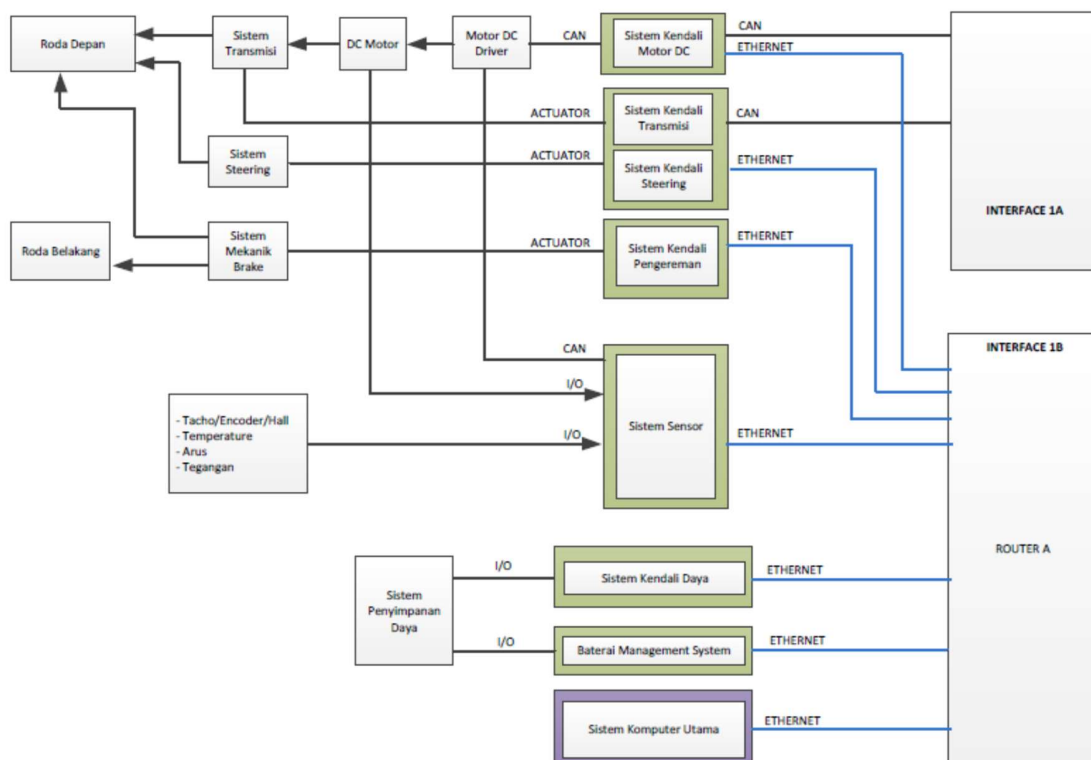 CAN
Roda Depan
Sistem
Transmisi
DC Motor
Motor DC
Driver
CAN
Sistem Kendali
Motor DC
ETHERNET
ACTUATOR
Sistem Kendali
Transmisi
CAN
Sistem
Steering
ACTUATOR
Sistem Kendali
Steering
ETHERNET
INTERFACE 1A
Roda Belakang
Sistem
Mekanik
Brake
ACTUATOR
Sistem Kendali
Pengereman
ETHERNET
INTERFACE 1B
CAN
I/O
- Tacho/Encoder/Hall
- Temperature
- Arus
- Tegangan
I/O
Sistem Sensor
ETHERNET
ROUTER A
Sistem
Penyimpanan
Daya
I/O
Sistem Kendali Daya
ETHERNET
I/O
Baterai Management System
ETHERNET
Sistem Komputer Utama
ETHERNET